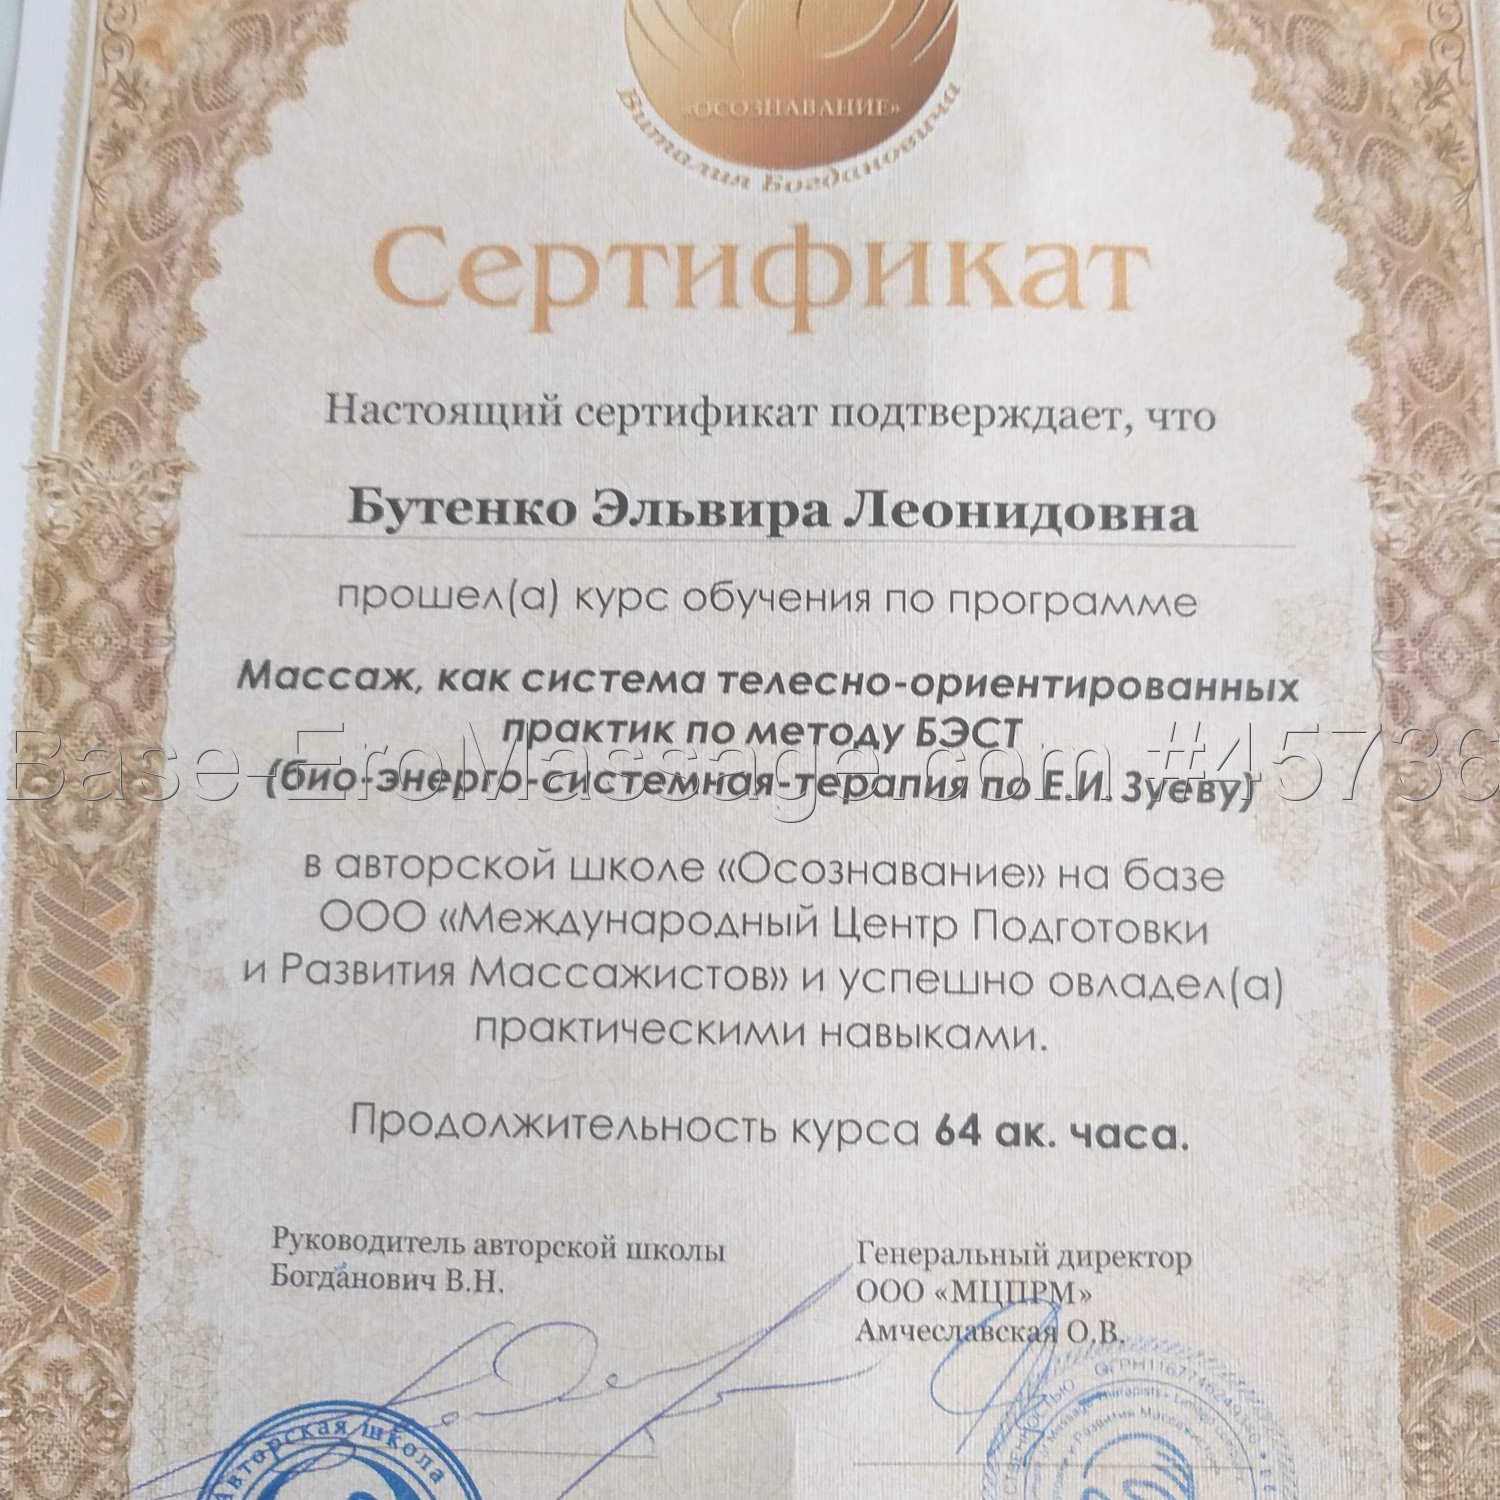 «ОСОЗНАВАНИЕ»
Виталия Богдановича
Сертификат
Настоящий сертификат подтверждает, что
Бутенко Эльвира Леонидовна
прошел(а) курс обучения по программе
Массаж, как система телесно-ориентированных
практик по методу БЭСТ
Base-EroMassage.com #45736
(био-энерго-системная-терапия по Е.И. Зуеву)
в авторской школе «Осознавание» на базе
ООО «Международный Центр Подготовки
и Развития Массажистов» и успешно овладел(а)
практическими навыками.
Продолжительность курса 64 ак. часа.
Руководитель авторской школы
Богданович В.Н.
Генеральный директор
ООО «МЦПРМ»
Амчеславская О.В.
Авторская школа